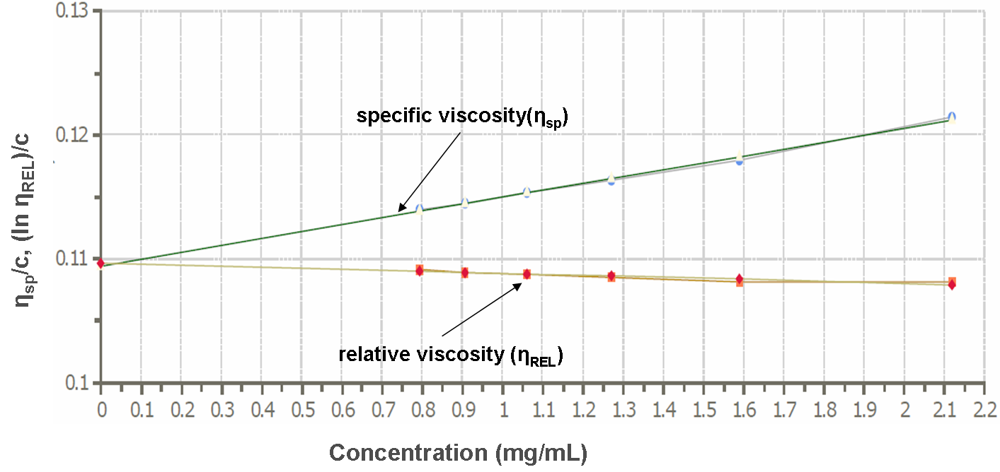 0.13
specific viscosity(ηsp)
0.12
0.11
relative viscosity (ηREL)
0.1
ηsp/c, (ln ηREL)/c
0 0.1 0.2 0.3 0.4 0.5 0.6 0.7 0.8 0.9 1 1.1 1.2 1.3 1.4 1.5 1.6 1.7 1.8 1.9 2 2.1 2.2
Concentration (mg/mL)